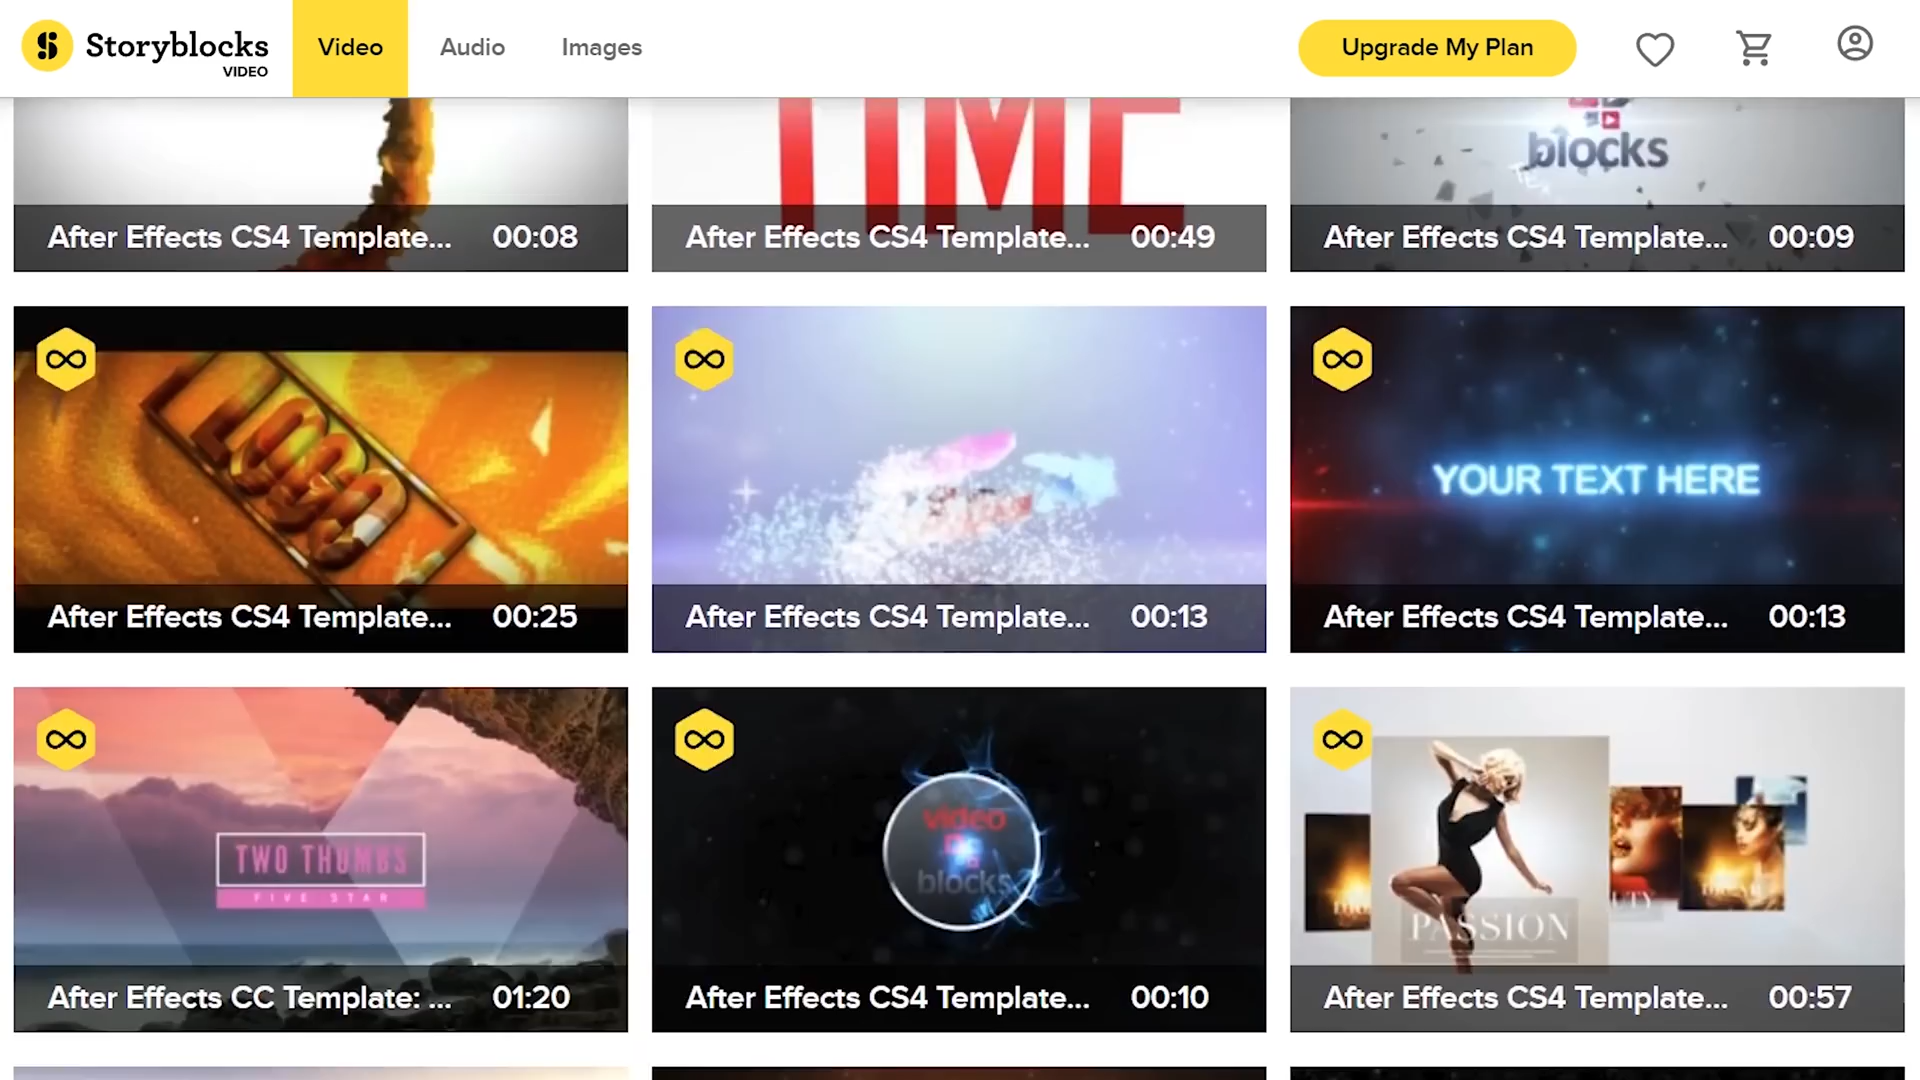 Storyblocks
VIDEO
Video
Audio
Images
Upgrade My Plan
TIME
blocks
After Effects CS4 Template... 00:08
After Effects CS4 Template... 00:49
After Effects CS4 Template... 00:09
LOGO
YOUR TEXT HERE
After Effects CS4 Template... 00:25
After Effects CS4 Template... 00:13
After Effects CS4 Template... 00:13
TWO THUMBS
FIVE STAR
video
blocks
PASSION
After Effects CC Template: ... 01:20
After Effects CS4 Template... 00:10
After Effects CS4 Template... 00:57